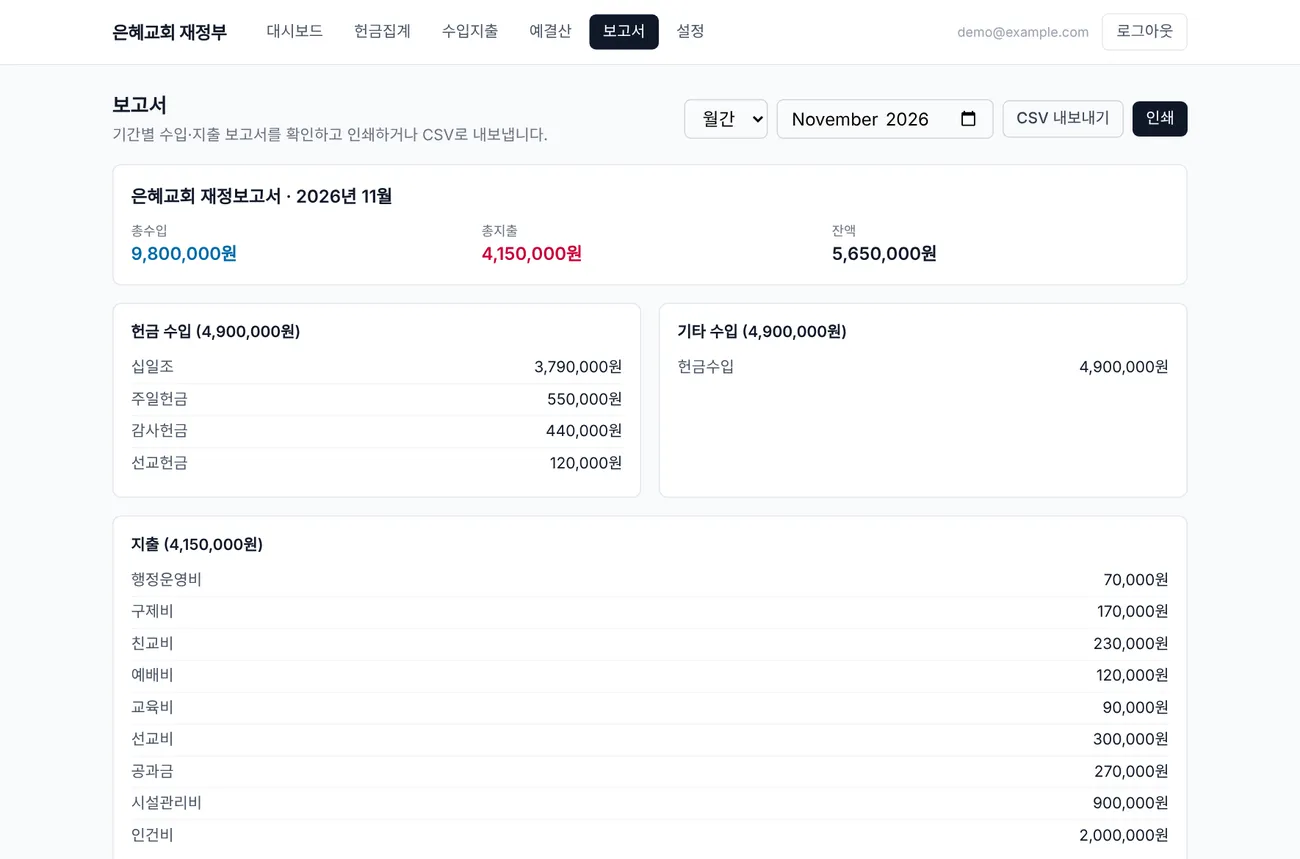 은혜교회 재정부 대시보드 헌금집계 수입지출 예결산 보고서 설정 demo@example.com 로그아웃
보고서
기간별 수입·지출 보고서를 확인하고 인쇄하거나 CSV로 내보냅니다.
월간 November 2026 CSV 내보내기 인쇄
은혜교회 재정보고서 · 2026년 11월
총수입 총지출 잔액
9,800,000원 4,150,000원 5,650,000원
헌금 수입 (4,900,000원)
십일조 3,790,000원
주일헌금 550,000원
감사헌금 440,000원
선교헌금 120,000원
기타 수입 (4,900,000원)
헌금수입 4,900,000원
지출 (4,150,000원)
행정운영비 70,000원
구제비 170,000원
친교비 230,000원
예배비 120,000원
교육비 90,000원
선교비 300,000원
공과금 270,000원
시설관리비 900,000원
인건비 2,000,000원